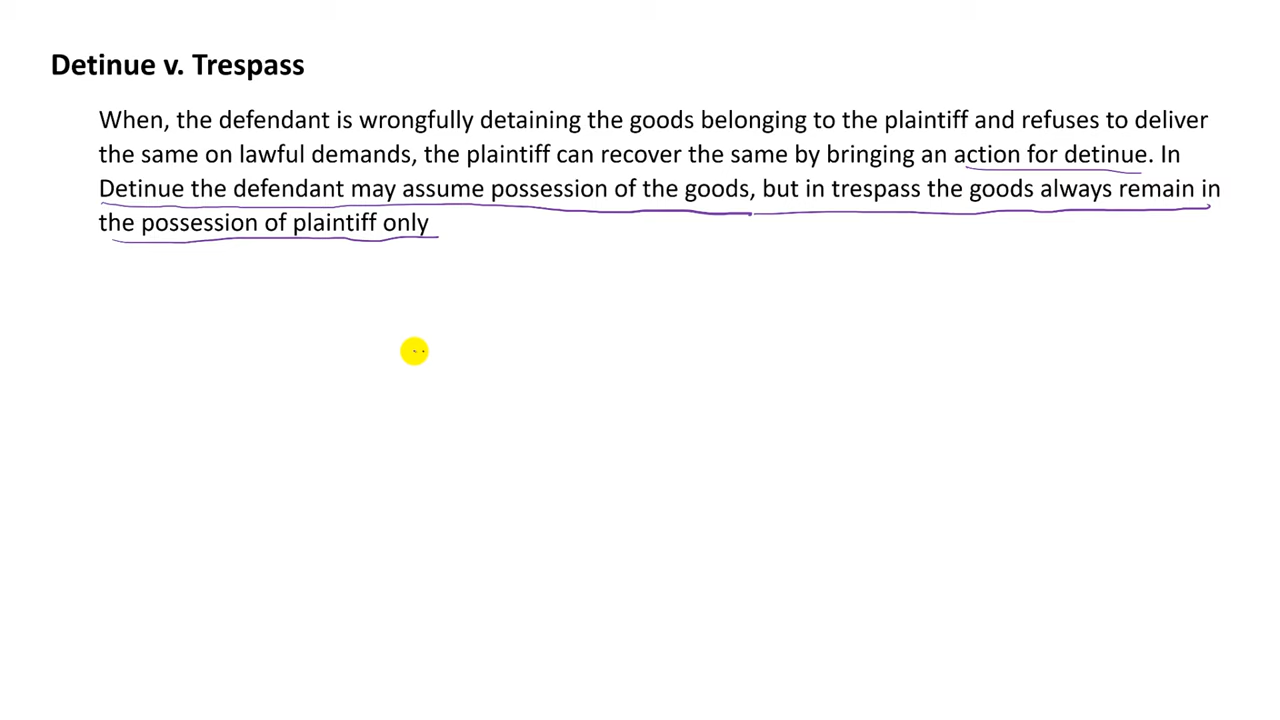 Detinue v. Trespass
When, the defendant is wrongfully detaining the goods belonging to the plaintiff and refuses to deliver
the same on lawful demands, the plaintiff can recover the same by bringing an action for detinue. In
Detinue the defendant may assume possession of the goods, but in trespass the goods always remain in
the possession of plaintiff only